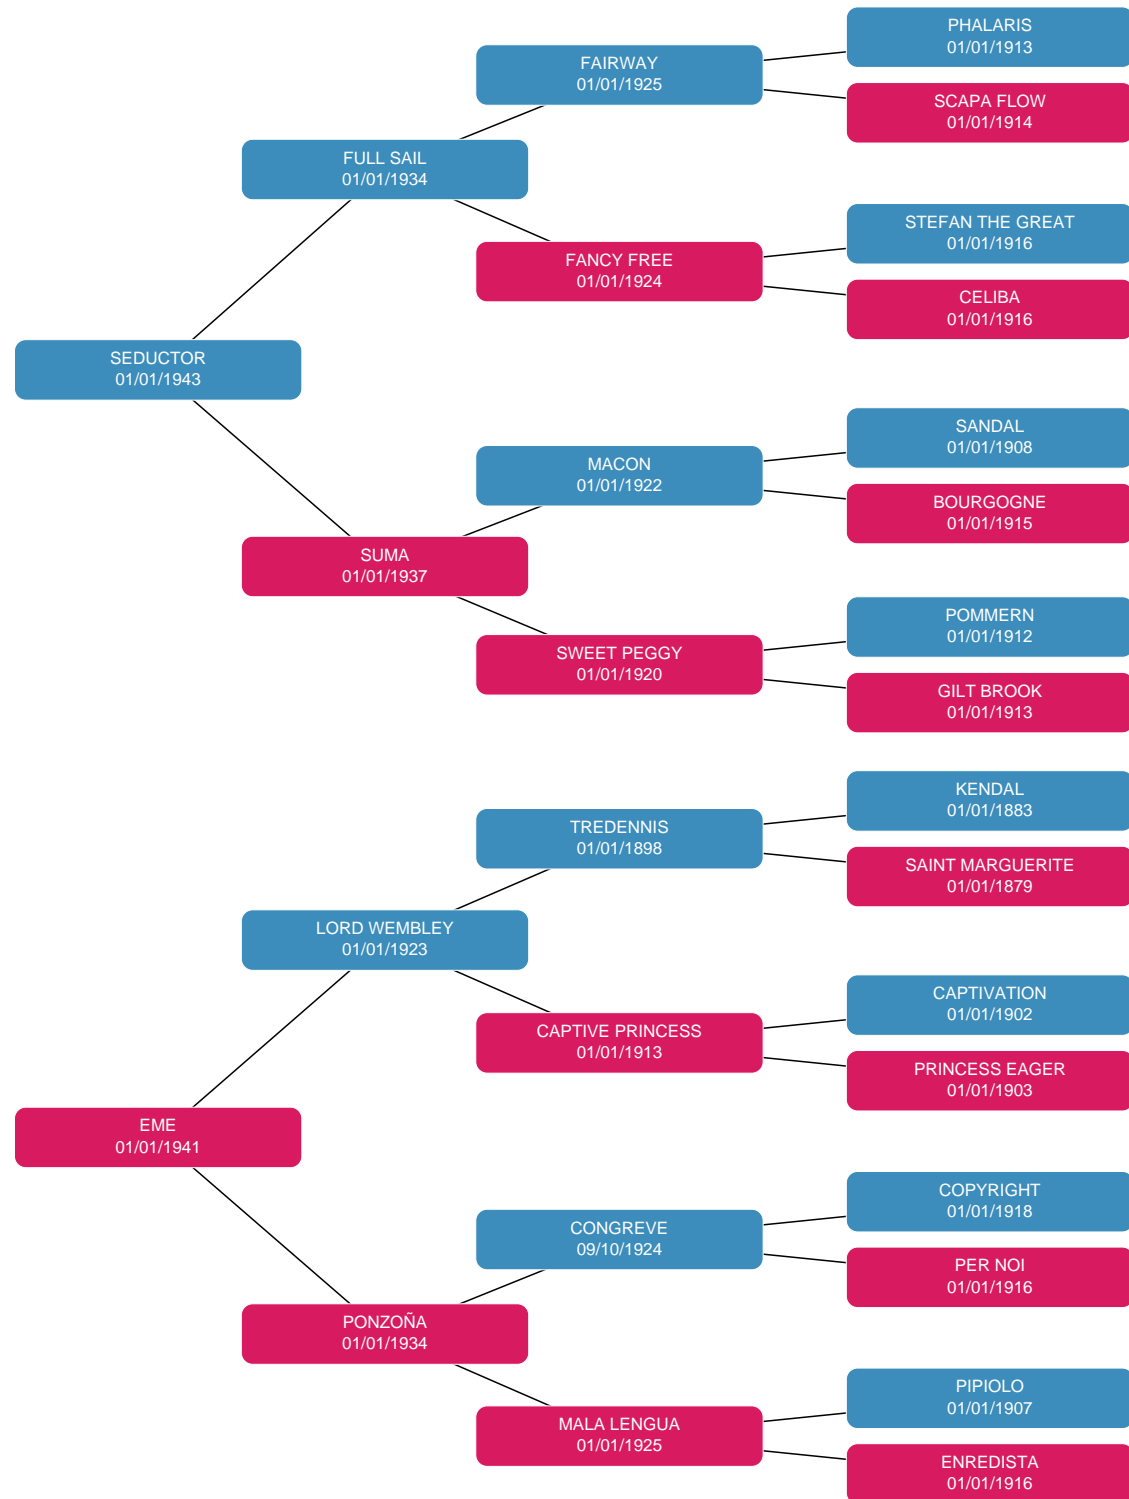 PHALARIS
01/01/1913
FAIRWAY
01/01/1925
SCAPA FLOW
01/01/1914
FULL SAIL
01/01/1934
STEFAN THE GREAT
01/01/1916
FANCY FREE
01/01/1924
CELIBA
01/01/1916
SEDUCTOR
01/01/1943
SANDAL
01/01/1908
MACON
01/01/1922
BOURGOGNE
01/01/1915
SUMA
01/01/1937
POMMERN
01/01/1912
SWEET PEGGY
01/01/1920
GILT BROOK
01/01/1913
KENDAL
01/01/1883
TREDENNIS
01/01/1898
SAINT MARGUERITE
01/01/1879
LORD WEMBLEY
01/01/1923
CAPTIVATION
01/01/1902
CAPTIVE PRINCESS
01/01/1913
PRINCESS EAGER
01/01/1903
EME
01/01/1941
COPYRIGHT
01/01/1918
CONGREVE
09/10/1924
PER NOI
01/01/1916
PONZOÑA
01/01/1934
PIPIOLO
01/01/1907
MALA LENGUA
01/01/1925
ENREDISTA
01/01/1916